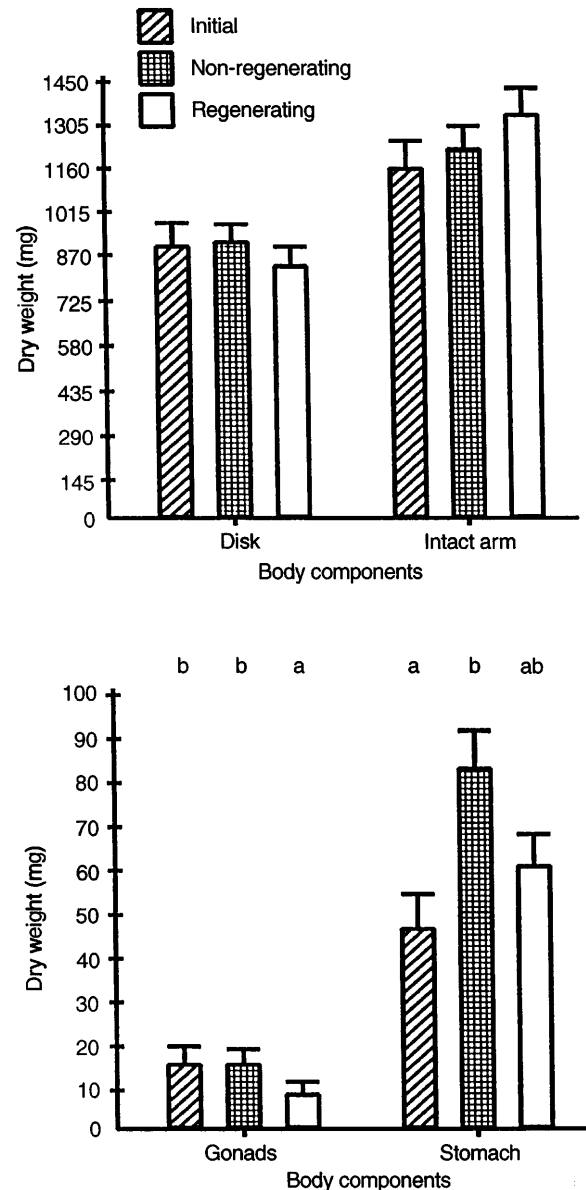 Initial
Non-regenerating
Regenerating
1450
1305
1160
1015
870
725
580
435
290
145
0
Dry weight (mg)
Disk Intact arm
Body components
b b a a b ab
100
90
80
70
60
50
40
30
20
10
0
Dry weight (mg)
Gonads Stomach
Body components